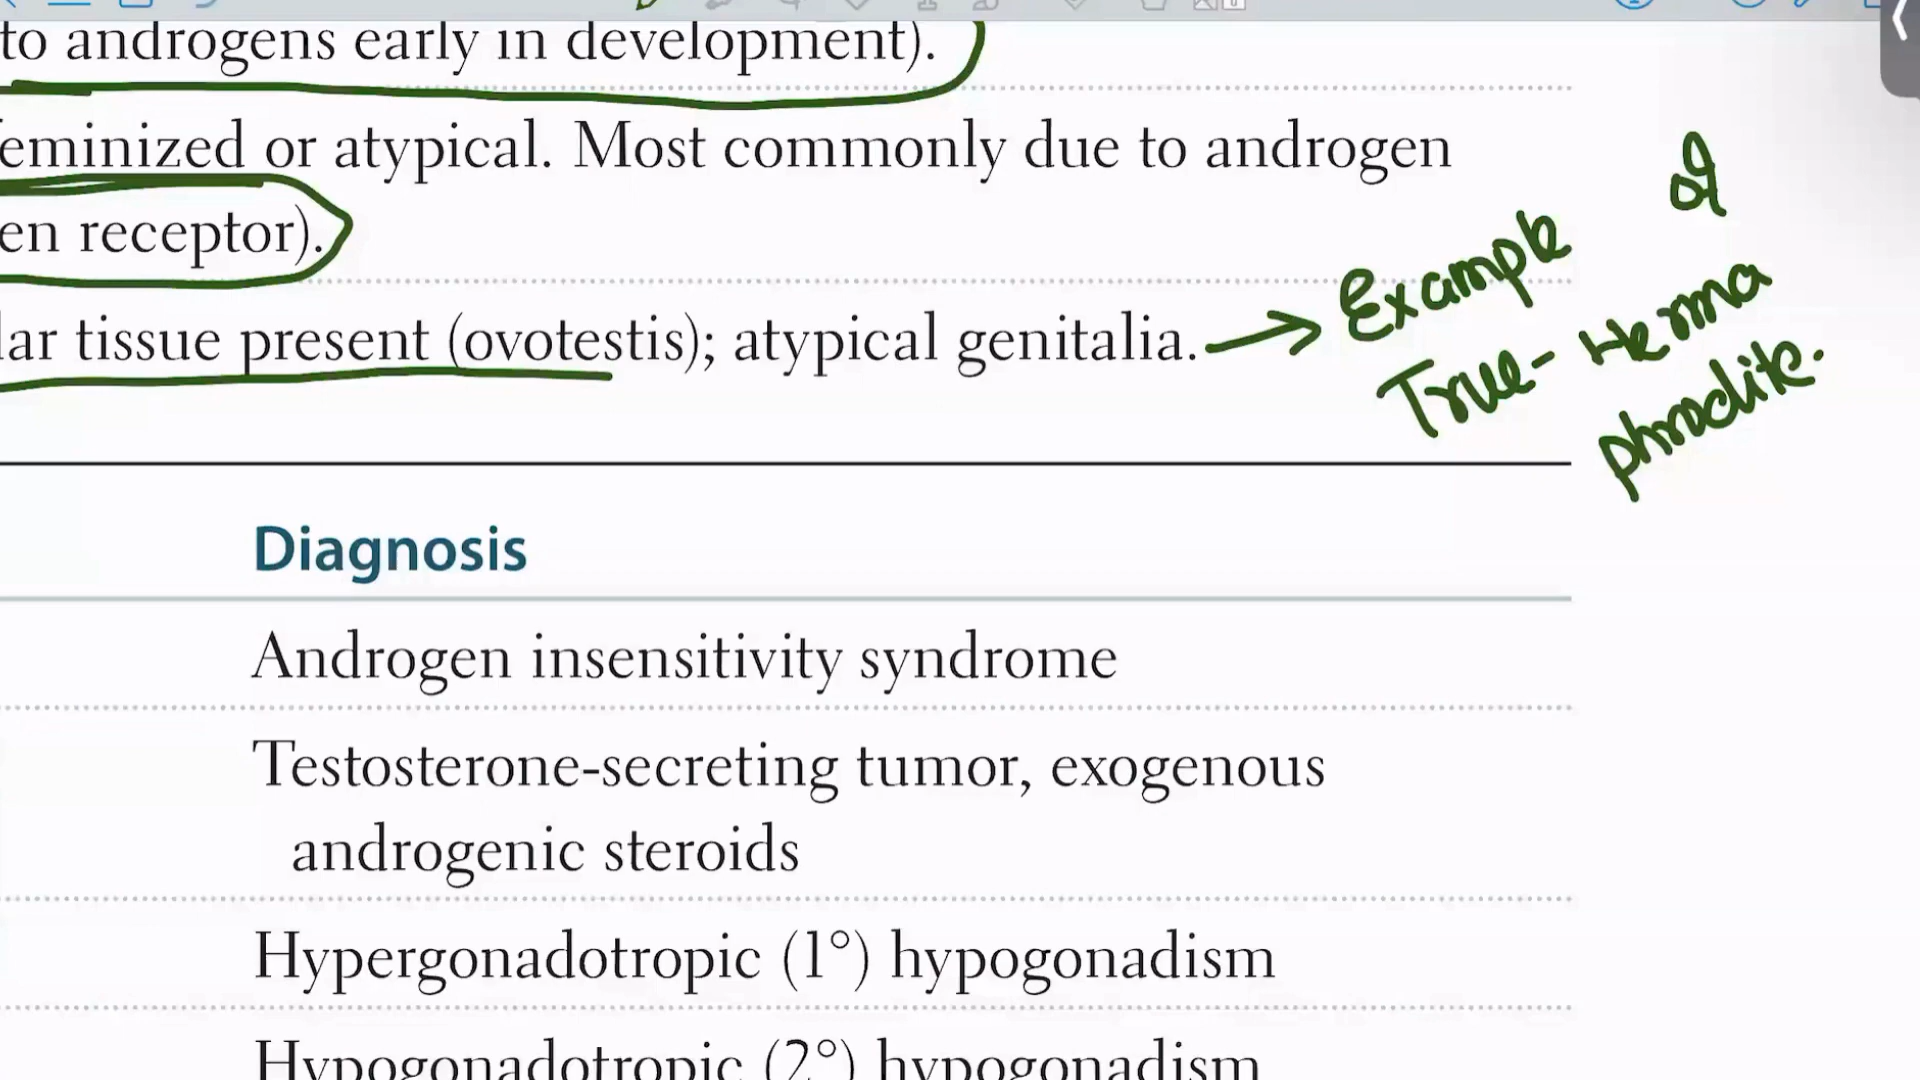 to androgens early in development).
eminized or atypical. Most commonly due to androgen
en receptor).
lar tissue present (ovotestis); atypical genitalia.
Example of
True- Herma
phrodite.
Diagnosis
Androgen insensitivity syndrome
Testosterone-secreting tumor, exogenous
androgenic steroids
Hypergonadotropic (1°) hypogonadism
Hypogonadotropic (2°) hypogonadism